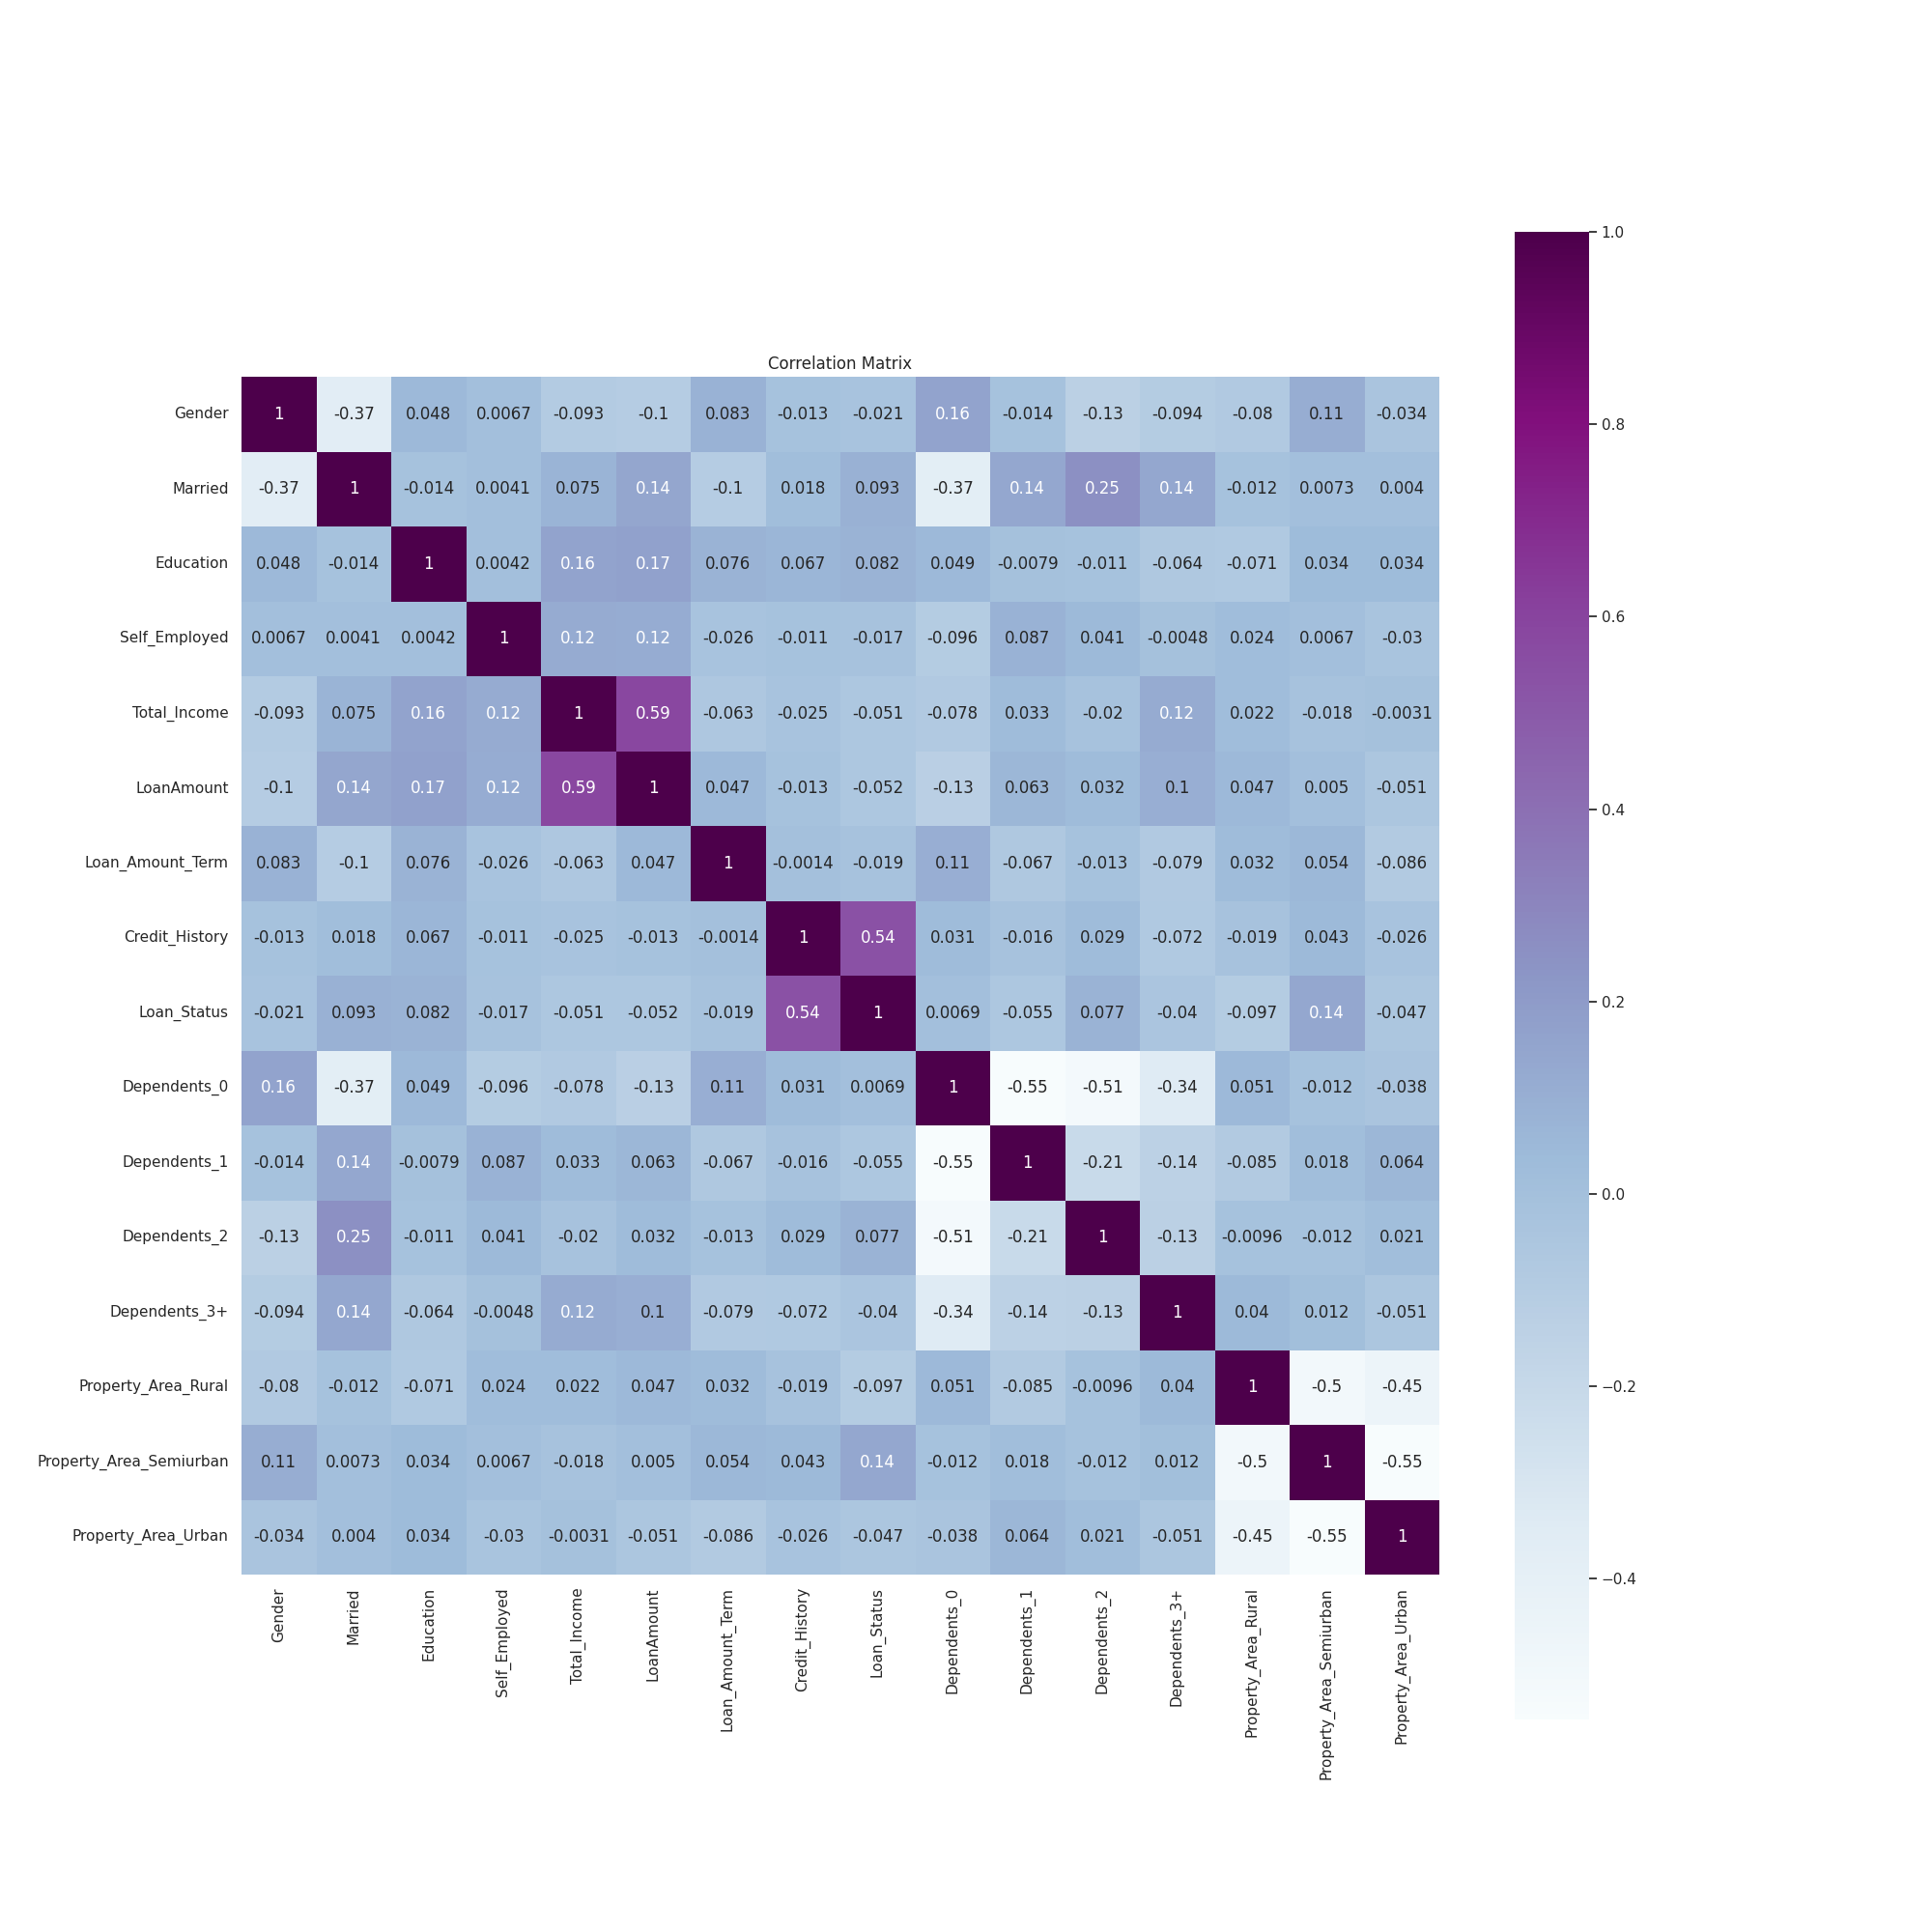 Correlation Matrix
Gender 1 -0.37 0.048 0.0067 -0.093 -0.1 0.083 -0.013 -0.021 0.16 -0.014 -0.13 -0.094 -0.08 0.11 -0.034
Married -0.37 1 -0.014 0.0041 0.075 0.14 -0.1 0.018 0.093 -0.37 0.14 0.25 0.14 -0.012 0.0073 0.004
Education 0.048 -0.014 1 0.0042 0.16 0.17 0.076 0.067 0.082 0.049 -0.0079 -0.011 -0.064 -0.071 0.034 0.034
Self_Employed 0.0067 0.0041 0.0042 1 0.12 0.12 -0.026 -0.011 -0.017 -0.096 0.087 0.041 -0.0048 0.024 0.0067 -0.03
Total_Income -0.093 0.075 0.16 0.12 1 0.59 -0.063 -0.025 -0.051 -0.078 0.033 -0.02 0.12 0.022 -0.018 -0.0031
LoanAmount -0.1 0.14 0.17 0.12 0.59 1 0.047 -0.013 -0.052 -0.13 0.063 0.032 0.1 0.047 0.005 -0.051
Loan_Amount_Term 0.083 -0.1 0.076 -0.026 -0.063 0.047 1 -0.0014 -0.019 0.11 -0.067 -0.013 -0.079 0.032 0.054 -0.086
Credit_History -0.013 0.018 0.067 -0.011 -0.025 -0.013 -0.0014 1 0.54 0.031 -0.016 0.029 -0.072 -0.019 0.043 -0.026
Loan_Status -0.021 0.093 0.082 -0.017 -0.051 -0.052 -0.019 0.54 1 0.0069 -0.055 0.077 -0.04 -0.097 0.14 -0.047
Dependents_0 0.16 -0.37 0.049 -0.096 -0.078 -0.13 0.11 0.031 0.0069 1 -0.55 -0.51 -0.34 0.051 -0.012 -0.038
Dependents_1 -0.014 0.14 -0.0079 0.087 0.033 0.063 -0.067 -0.016 -0.055 -0.55 1 -0.21 -0.14 -0.085 0.018 0.064
Dependents_2 -0.13 0.25 -0.011 0.041 -0.02 0.032 -0.013 0.029 0.077 -0.51 -0.21 1 -0.13 -0.0096 -0.012 0.021
Dependents_3+ -0.094 0.14 -0.064 -0.0048 0.12 0.1 -0.079 -0.072 -0.04 -0.34 -0.14 -0.13 1 0.04 0.012 -0.051
Property_Area_Rural -0.08 -0.012 -0.071 0.024 0.022 0.047 0.032 -0.019 -0.097 0.051 -0.085 -0.0096 0.04 1 -0.5 -0.45
Property_Area_Semiurban 0.11 0.0073 0.034 0.0067 -0.018 0.005 0.054 0.043 0.14 -0.012 0.018 -0.012 0.012 -0.5 1 -0.55
Property_Area_Urban -0.034 0.004 0.034 -0.03 -0.0031 -0.051 -0.086 -0.026 -0.047 -0.038 0.064 0.021 -0.051 -0.45 -0.55 1
Gender
Married
Education
Self_Employed
Total_Income
LoanAmount
Loan_Amount_Term
Credit_History
Loan_Status
Dependents_0
Dependents_1
Dependents_2
Dependents_3+
Property_Area_Rural
Property_Area_Semiurban
Property_Area_Urban
1.0
0.8
0.6
0.4
0.2
0.0
−0.2
−0.4